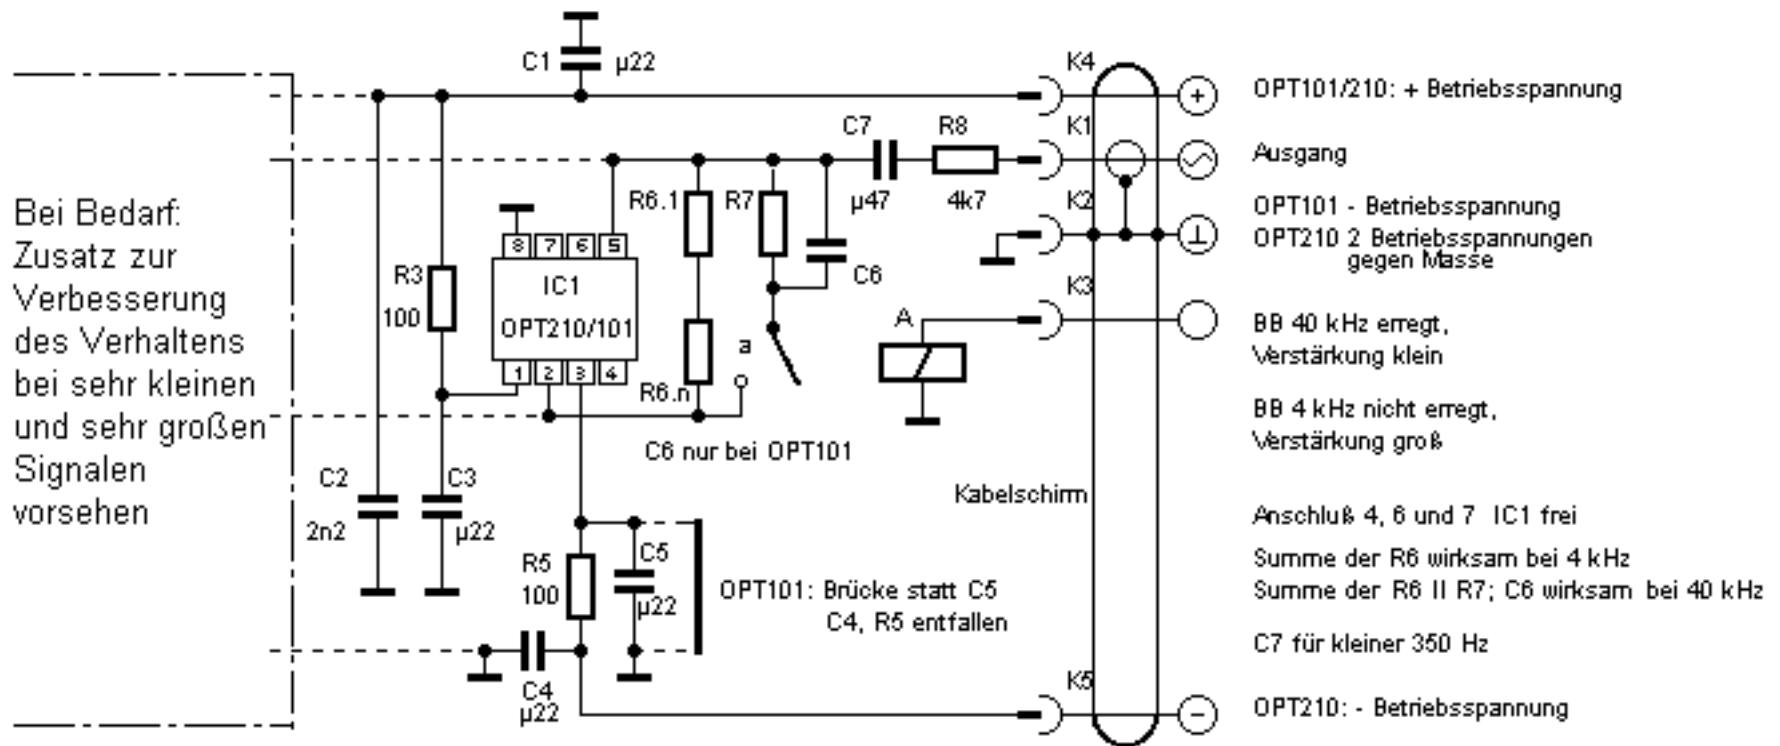 Bei Bedarf:
Zusatz zur
Verbesserung
des Verhaltens
bei sehr kleinen
und sehr großen
Signalen
vorsehen
C1
µ22
C7
µ47
R8
4k7
R6.1
R7
C6
R3
100
8
7
6
5
IC1
OPT210/101
1
2
3
4
R6.n
a
A
C6 nur bei OPT101
C2
2n2
C3
µ22
R5
100
C5
µ22
C4
µ22
OPT101: Brücke statt C5
C4, R5 entfallen
Kabelschirm
K4
K1
K2
K3
K5
+
OPT101/210: + Betriebsspannung
Ausgang
OPT101 - Betriebsspannung
OPT210 2 Betriebsspannungen
gegen Masse
BB 40 kHz erregt,
Verstärkung klein
BB 4 kHz nicht erregt,
Verstärkung groß
Anschluß 4, 6 und 7 IC1 frei
Summe der R6 wirksam bei 4 kHz
Summe der R6 II R7; C6 wirksam bei 40 kHz
C7 für kleiner 350 Hz
-
OPT210: - Betriebsspannung